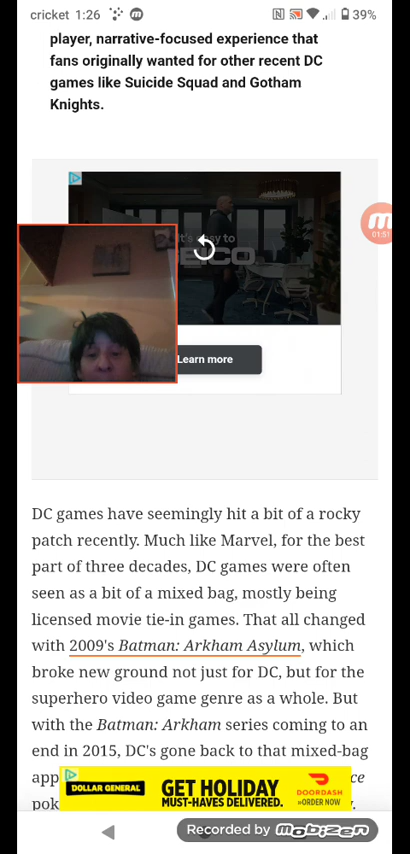 cricket 1:26
39%
player, narrative-focused experience that
fans originally wanted for other recent DC
games like Suicide Squad and Gotham
Knights.
01:51
it's easy to
GEICO
Learn more
DC games have seemingly hit a bit of a rocky
patch recently. Much like Marvel, for the best
part of three decades, DC games were often
seen as a bit of a mixed bag, mostly being
licensed movie tie-in games. That all changed
with 2009's Batman: Arkham Asylum, which
broke new ground not just for DC, but for the
superhero video game genre as a whole. But
with the Batman: Arkham series coming to an
end in 2015, DC's gone back to that mixed-bag
DOLLAR GENERAL
GET HOLIDAY
MUST-HAVES DELIVERED.
DOORDASH
»ORDER NOW
Recorded by mobizen